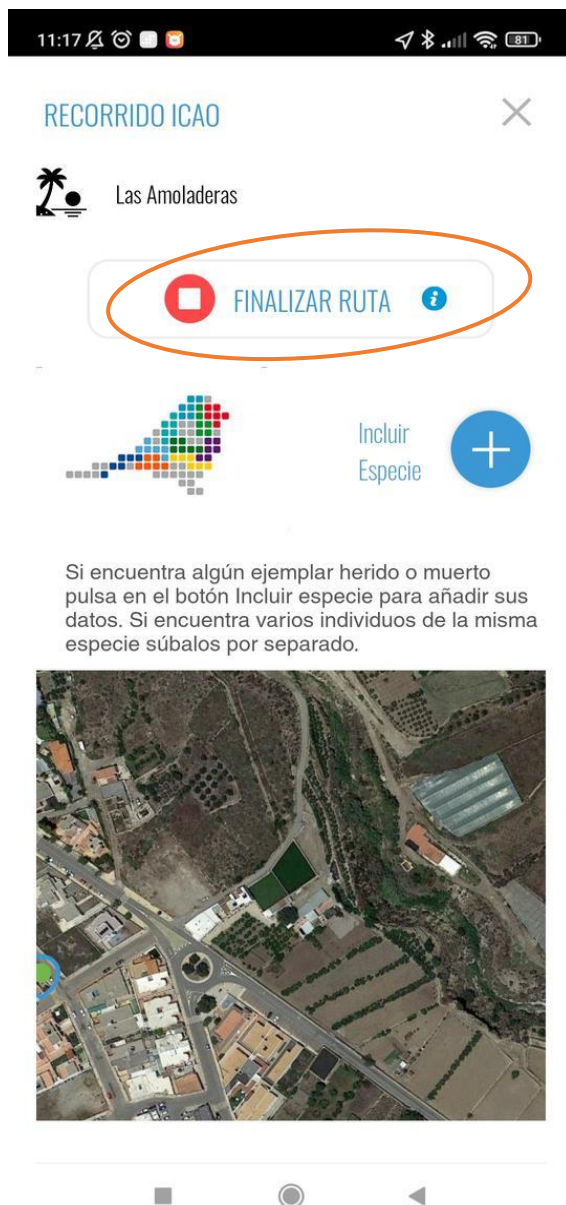 11:17
81
RECORRIDO ICAO
Las Amoladeras
FINALIZAR RUTA i
Incluir
Especie
Si encuentra algún ejemplar herido o muerto
pulsa en el botón Incluir especie para añadir sus
datos. Si encuentra varios individuos de la misma
especie súbalos por separado.